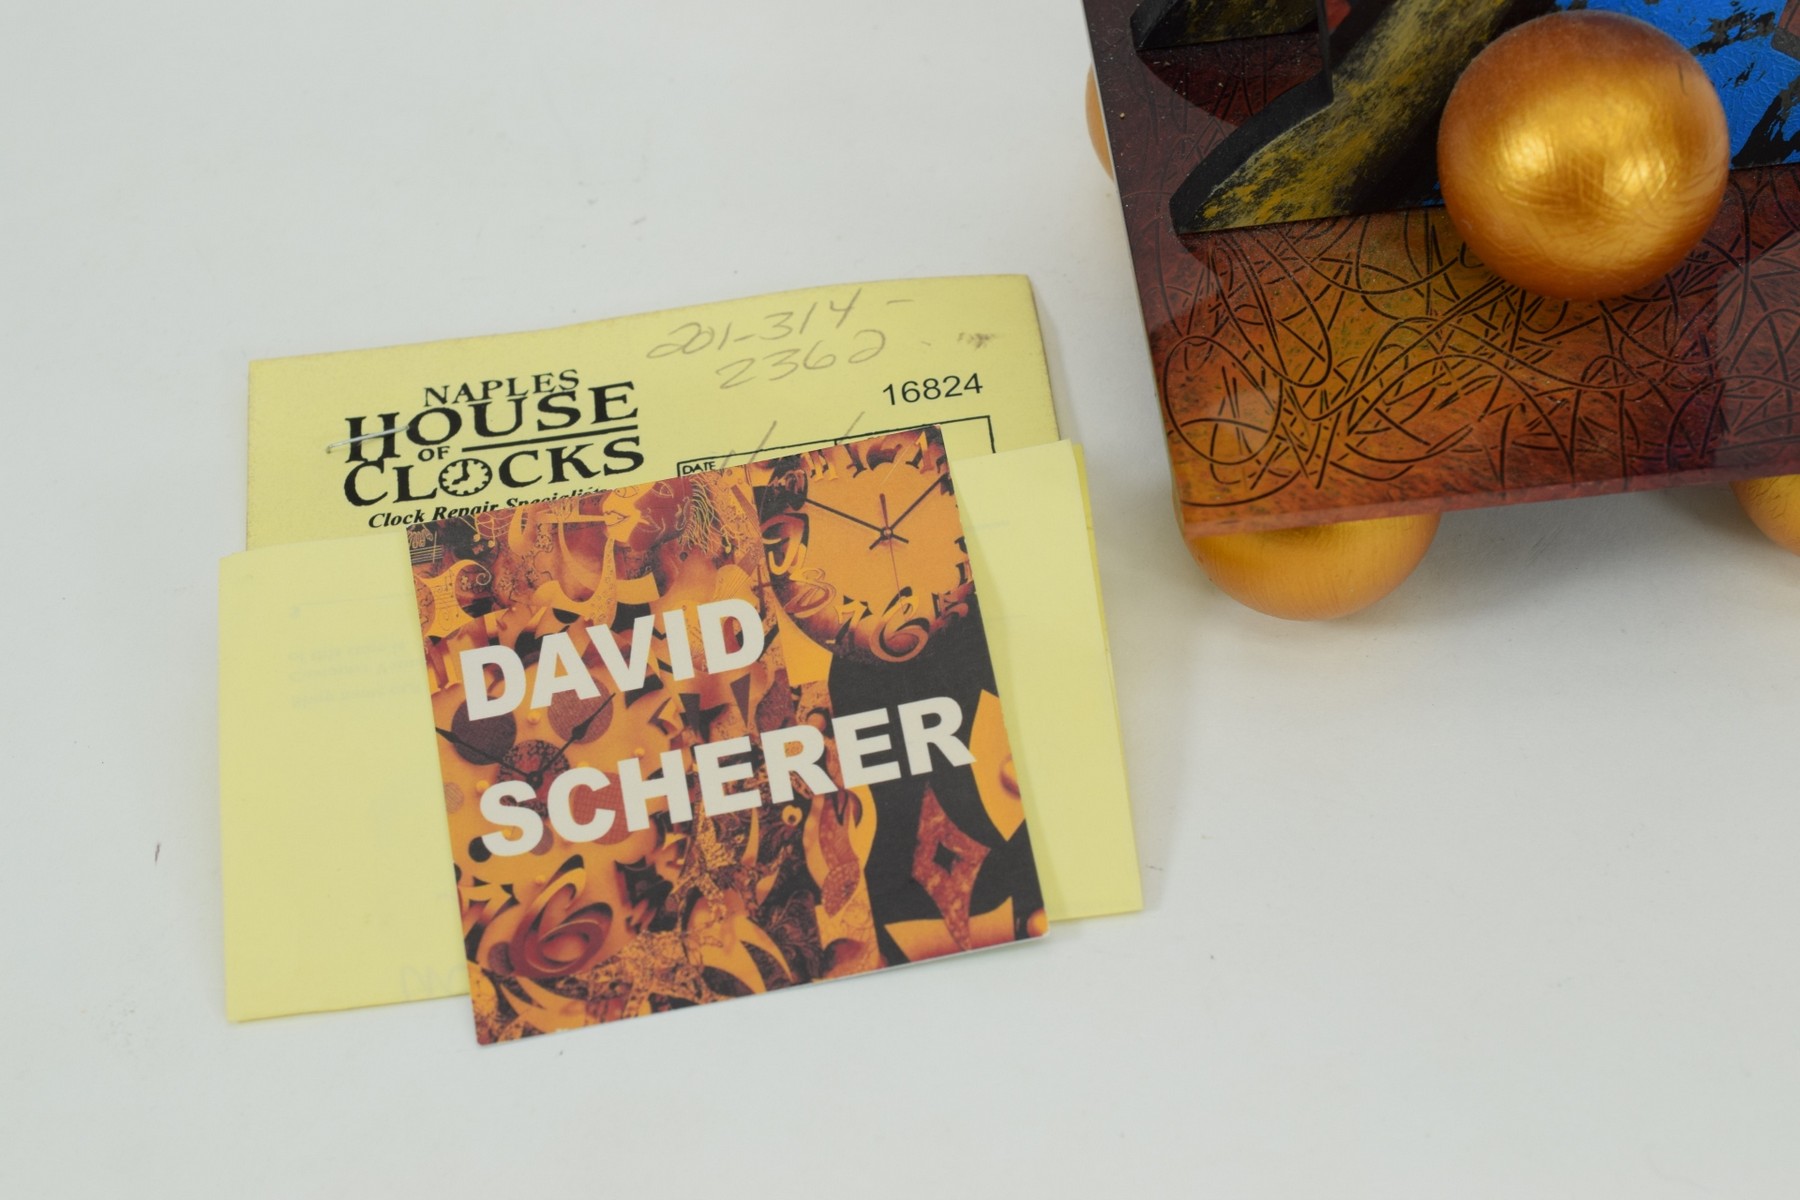 201-314-
2362
NAPLES
HOUSE
OF
CLOCKS
Clock Repair Specialists
16824
DATE
DAVID
SCHERER